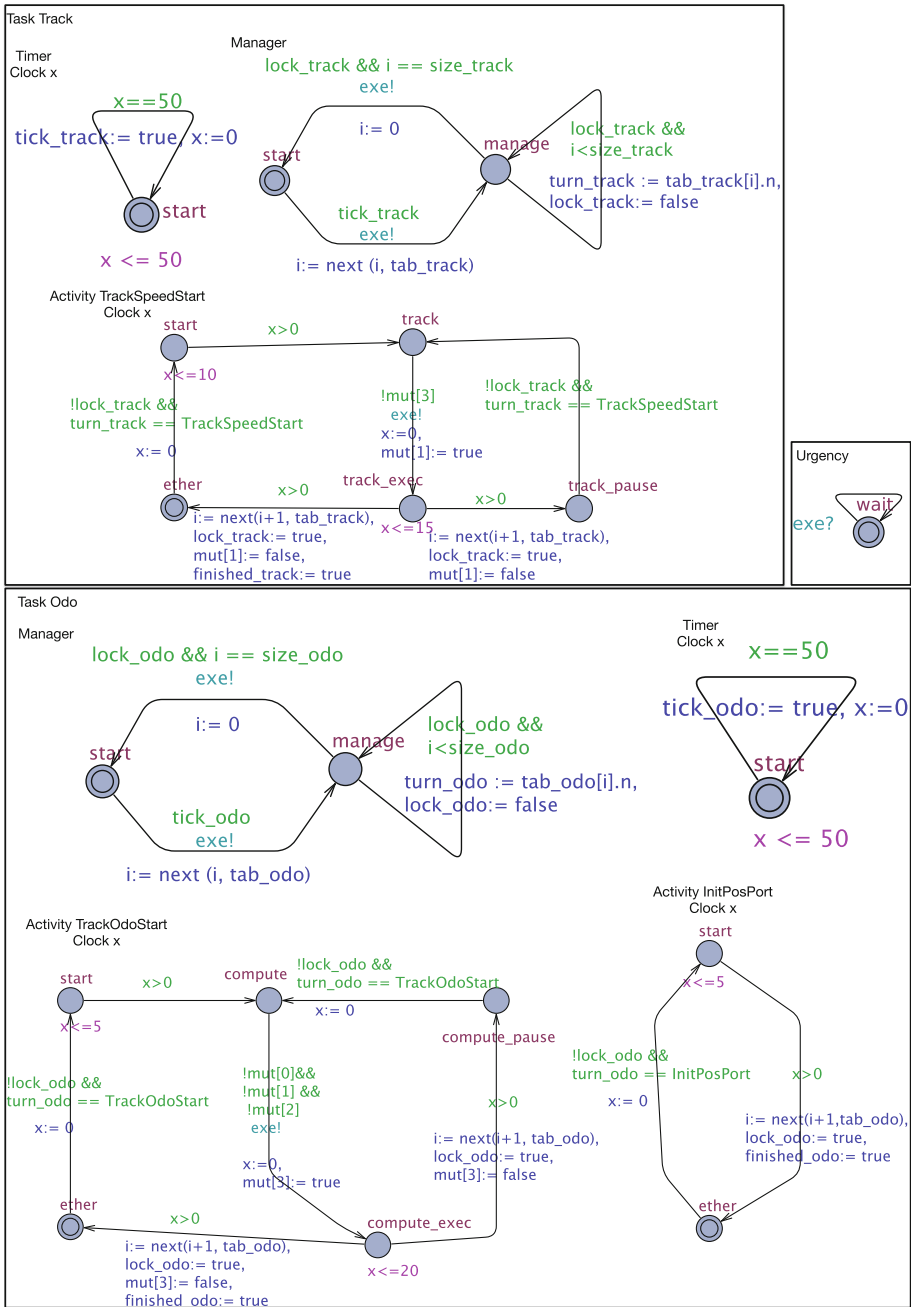 Task Track
Timer
Clock x
x==50
tick_track:= true, x:=0
start
x <= 50
Manager
lock_track && i == size_track
exe!
i:= 0
start
manage
lock_track &&
i<size_track
turn_track := tab_track[i].n,
lock_track:= false
tick_track
exe!
i:= next (i, tab_track)
Activity TrackSpeedStart
Clock x
start
x>0
track
x<=10
!lock_track &&
turn_track == TrackSpeedStart
x:= 0
!mut[3]
exe!
x:=0,
mut[1]:= true
!lock_track &&
turn_track == TrackSpeedStart
ether
x>0
track_exec
x>0
track_pause
x<=15
i:= next(i+1, tab_track),
lock_track:= true,
mut[1]:= false,
finished_track:= true
i:= next(i+1, tab_track),
lock_track:= true,
mut[1]:= false
Urgency
wait
exe?
Task Odo
Manager
lock_odo && i == size_odo
exe!
i:= 0
start
manage
lock_odo &&
i<size_odo
turn_odo := tab_odo[i].n,
lock_odo:= false
tick_odo
exe!
i:= next (i, tab_odo)
Timer
Clock x
x==50
tick_odo:= true, x:=0
start
x <= 50
Activity TrackOdoStart
Clock x
start
x>0
compute
!lock_odo &&
turn_odo == TrackOdoStart
x:= 0
x<=5
compute_pause
!lock_odo &&
turn_odo == TrackOdoStart
x:= 0
!mut[0]&&
!mut[1] &&
!mut[2]
exe!
x:=0,
mut[3]:= true
x>0
i:= next(i+1, tab_odo),
lock_odo:= true,
mut[3]:= false
ether
x>0
compute_exec
x<=20
i:= next(i+1, tab_odo),
lock_odo:= true,
mut[3]:= false,
finished_odo:= true
Activity InitPosPort
Clock x
start
x<=5
!lock_odo &&
turn_odo == InitPosPort
x:= 0
x>0
i:= next(i+1,tab_odo),
lock_odo:= true,
finished_odo:= true
ether